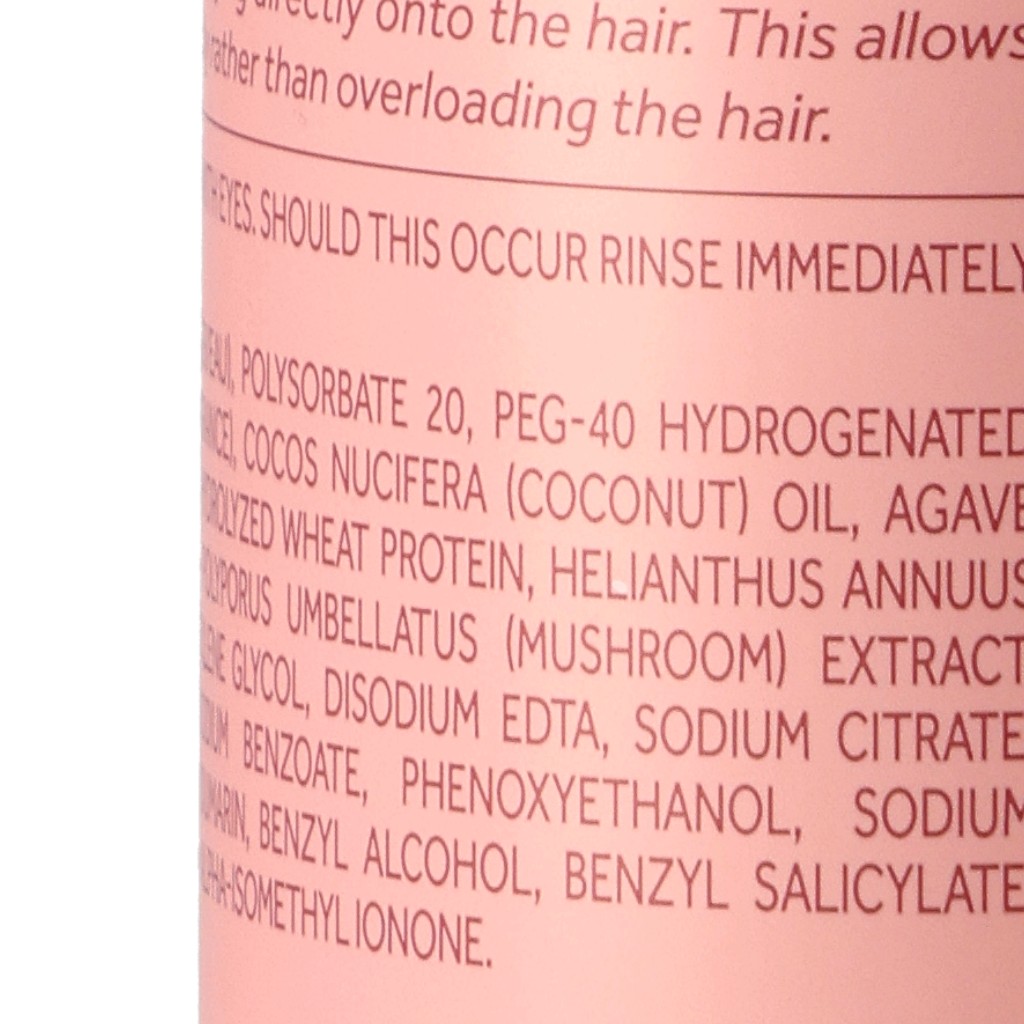 directly onto the hair. This allows
rather than overloading the hair.
EYES. SHOULD THIS OCCUR RINSE IMMEDIATELY
POLYSORBATE 20, PEG-40 HYDROGENATED
COCOS NUCIFERA (COCONUT) OIL, AGAVE
WHEAT PROTEIN, HELIANTHUS ANNUUS
UMBELLATUS (MUSHROOM) EXTRACT
GLYCOL, DISODIUM EDTA, SODIUM CITRATE
BENZOATE, PHENOXYETHANOL, SODIUM
BENZYL ALCOHOL, BENZYL SALICYLATE
ALPHA-ISOMETHYL IONONE.